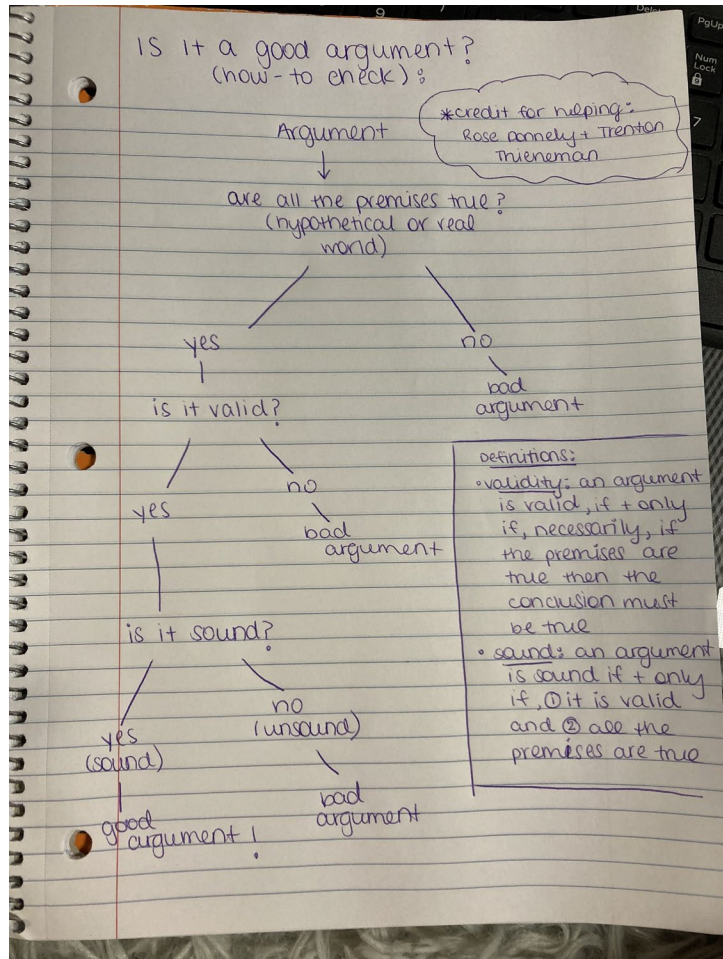 Is it a good argument?
(how-to check):
*credit for helping:
Rose Donnely + Trenton
Thieneman
Argument
are all the premises true?
(hypothetical or real
world)
yes
no
bad
argument
is it valid?
yes
no
bad
argument
is it sound?
yes
(sound)
no
(unsound)
good
argument!
bad
argument
Definitions:
•validity: an argument
is valid, if + only
if, necessarily, if
the premises are
true then the
conclusion must
be true
• sound: an argument
is sound if + only
if, ① it is valid
and ② all the
premises are true
9
7
Delete
PgUp
Num
Lock
7